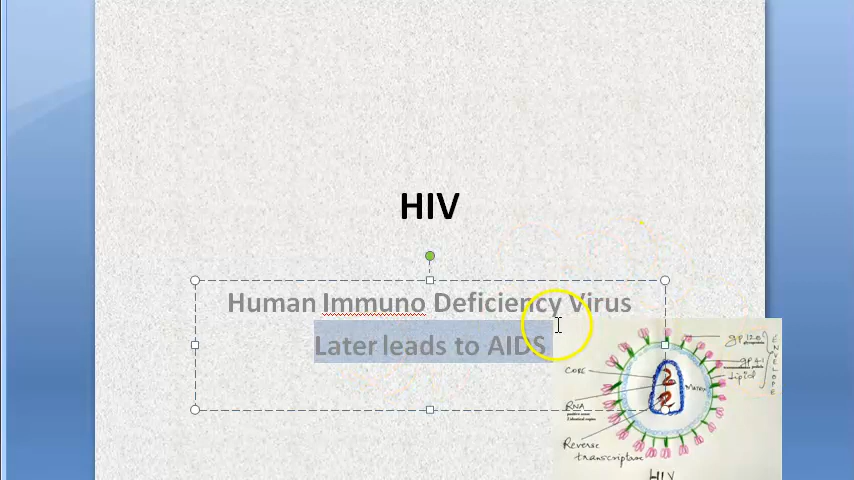 HIV
Human Immuno Deficiency Virus
Later leads to AIDS
gp 120
gp 41
lipid
ENVELOPE
CORE
RNA
Reverse
transcriptase
HIV